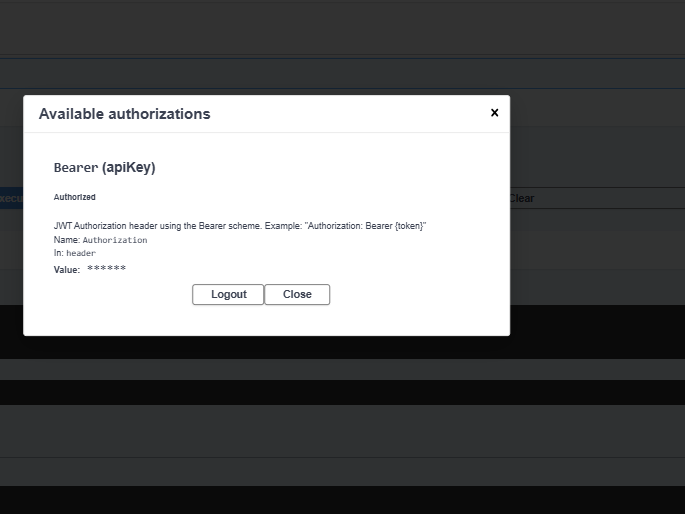 Available authorizations
×
Bearer (apiKey)
Authorized
JWT Authorization header using the Bearer scheme. Example: "Authorization: Bearer {token}"
Name: Authorization
In: header
Value: ******
Logout Close
Clear